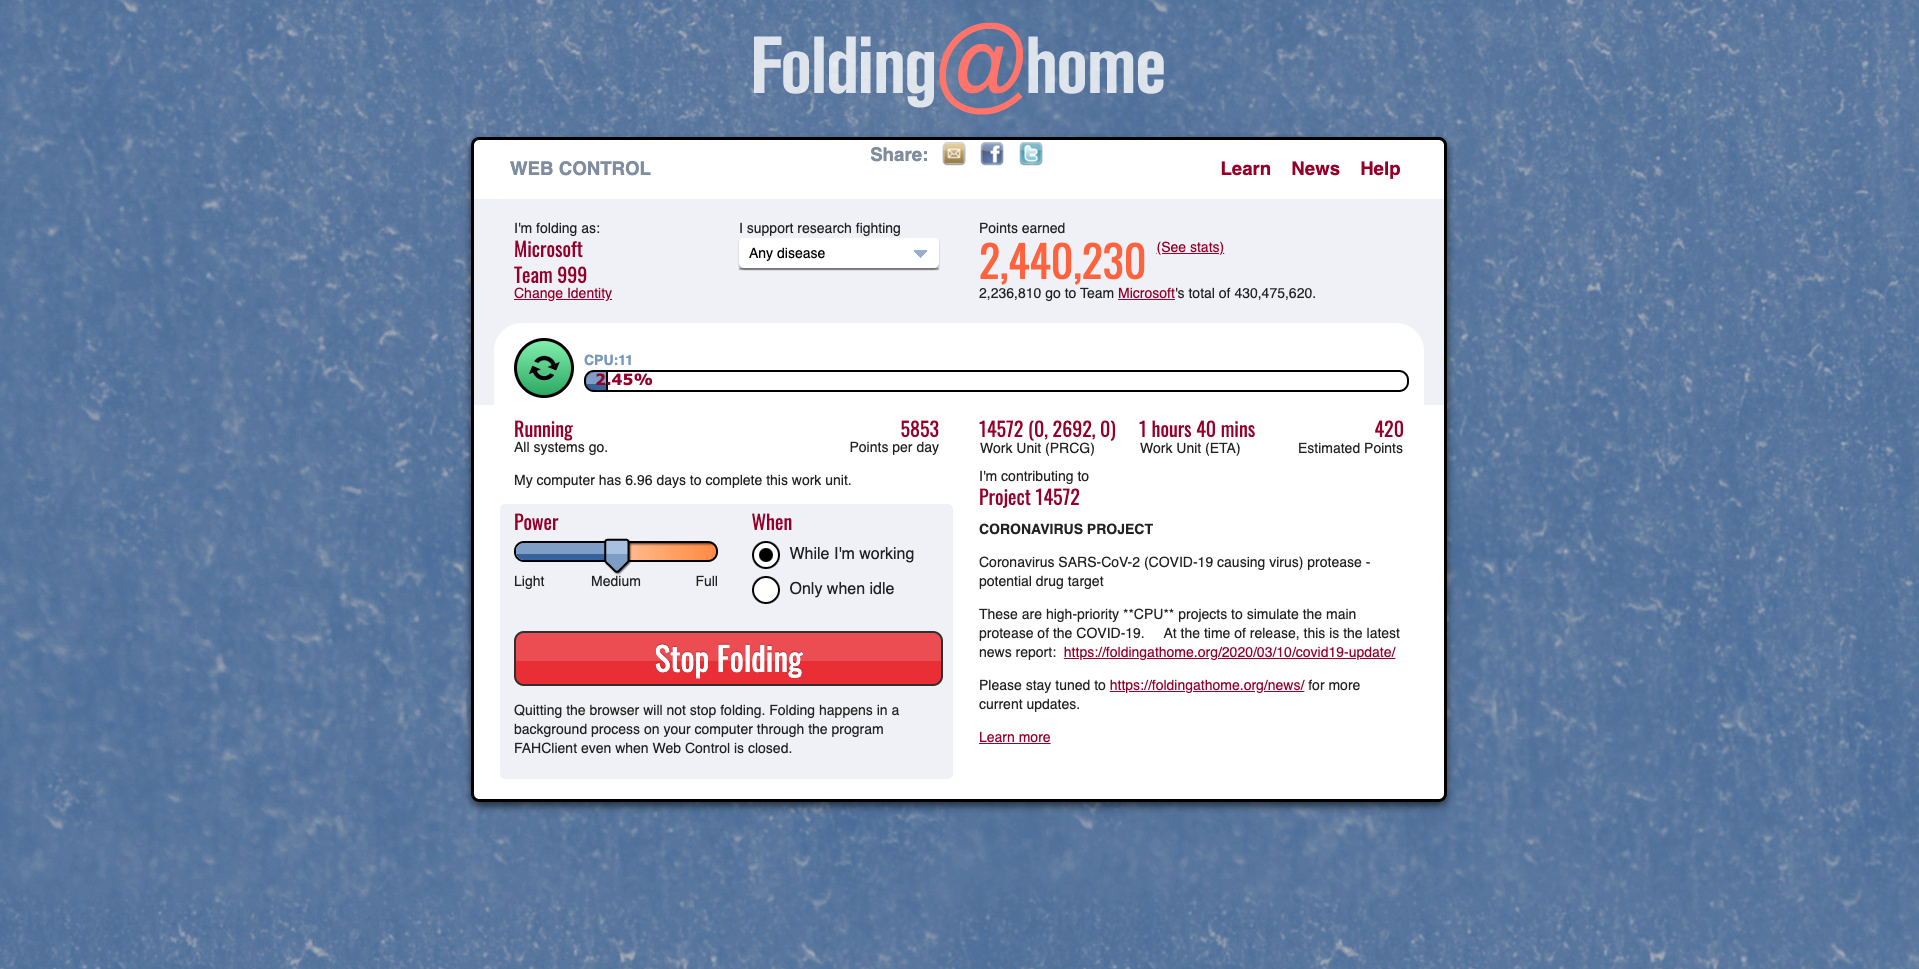 Folding@home
WEB CONTROL
Share:
Learn News Help
I'm folding as:
Microsoft
Team 999
Change Identity
I support research fighting
Any disease
Points earned
2,440,230 (See stats)
2,236,810 go to Team Microsoft's total of 430,475,620.
CPU:11
2.45%
Running
All systems go.
5853
Points per day
My computer has 6.96 days to complete this work unit.
Power
Light Medium Full
When
While I'm working
Only when idle
Stop Folding
Quitting the browser will not stop folding. Folding happens in a
background process on your computer through the program
FAHClient even when Web Control is closed.
14572 (0, 2692, 0)
Work Unit (PRCG)
1 hours 40 mins
Work Unit (ETA)
420
Estimated Points
I'm contributing to
Project 14572
CORONAVIRUS PROJECT
Coronavirus SARS-CoV-2 (COVID-19 causing virus) protease -
potential drug target
These are high-priority **CPU** projects to simulate the main
protease of the COVID-19. At the time of release, this is the latest
news report: https://foldingathome.org/2020/03/10/covid19-update/
Please stay tuned to https://foldingathome.org/news/ for more
current updates.
Learn more